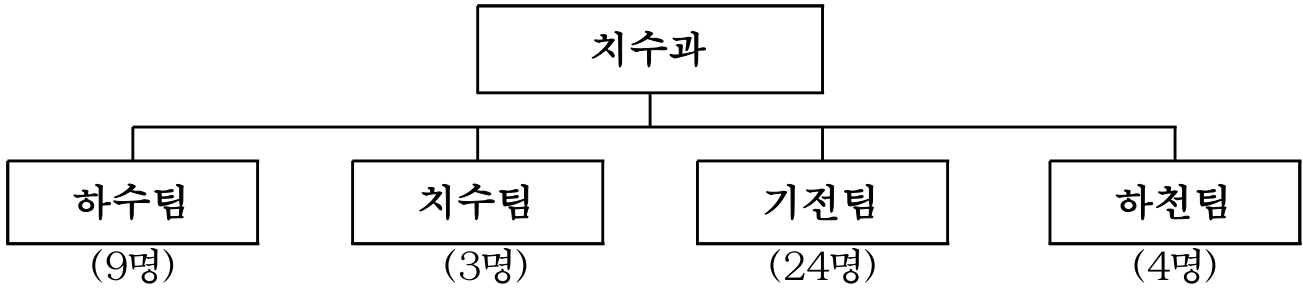 치수과
하수팀 치수팀 기전팀 하천팀
(9명) (3명) (24명) (4명)